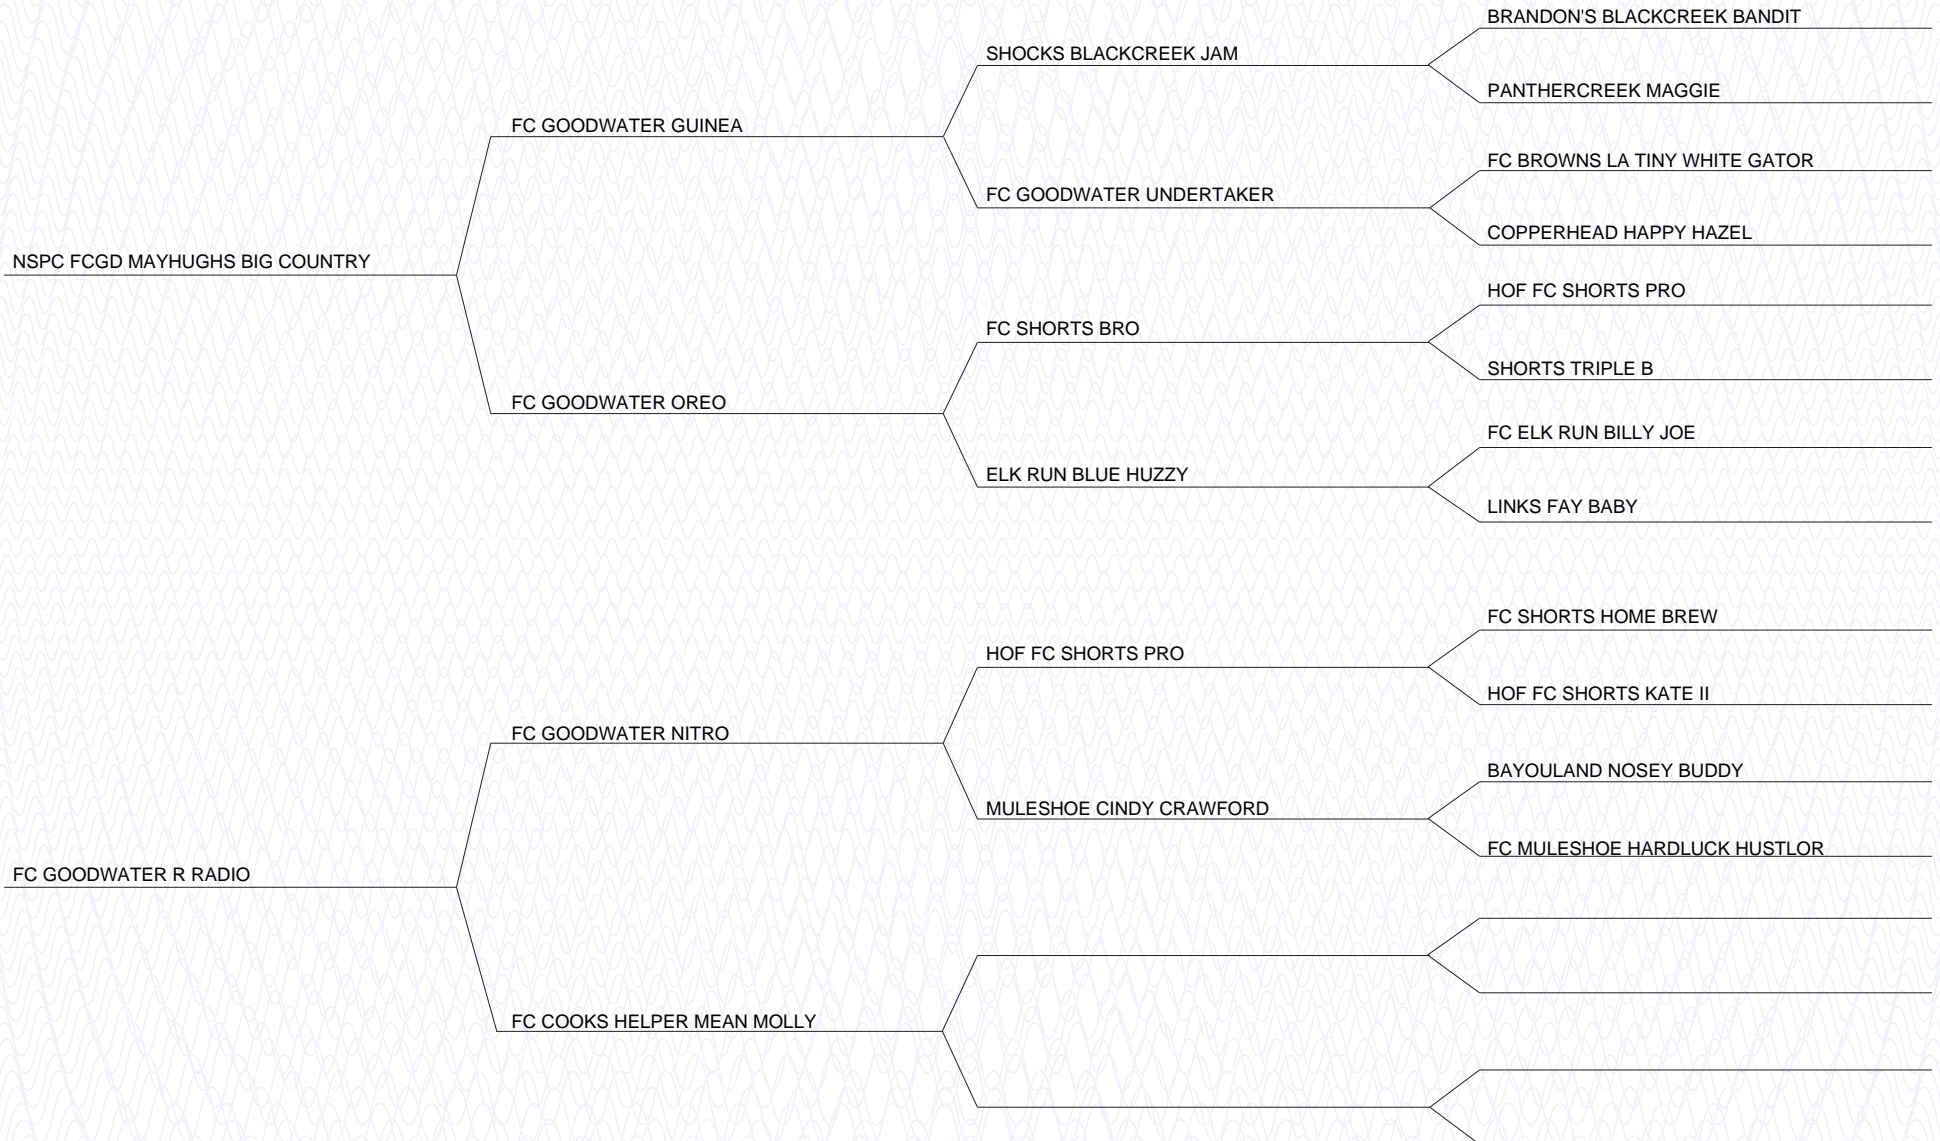 BRANDON'S BLACKCREEK BANDIT
SHOCKS BLACKCREEK JAM
PANTHERCREEK MAGGIE
FC GOODWATER GUINEA
FC BROWNS LA TINY WHITE GATOR
FC GOODWATER UNDERTAKER
COPPERHEAD HAPPY HAZEL
NSPC FCGD MAYHUGHS BIG COUNTRY
HOF FC SHORTS PRO
FC SHORTS BRO
SHORTS TRIPLE B
FC GOODWATER OREO
FC ELK RUN BILLY JOE
ELK RUN BLUE HUZZY
LINKS FAY BABY
FC SHORTS HOME BREW
HOF FC SHORTS PRO
HOF FC SHORTS KATE II
FC GOODWATER NITRO
BAYOULAND NOSEY BUDDY
MULESHOE CINDY CRAWFORD
FC MULESHOE HARDLUCK HUSTLOR
FC GOODWATER R RADIO
FC COOKS HELPER MEAN MOLLY